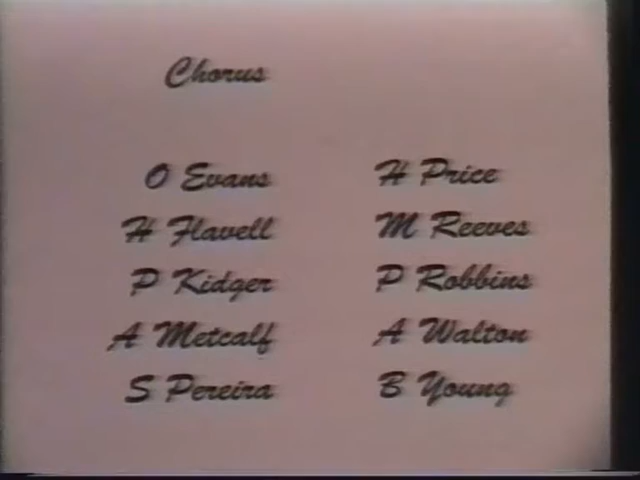 Chorus
O Evans H Price
H Flavell M Reeves
P Kidger P Robbins
A Metcalf A Walton
S Pereira B Young